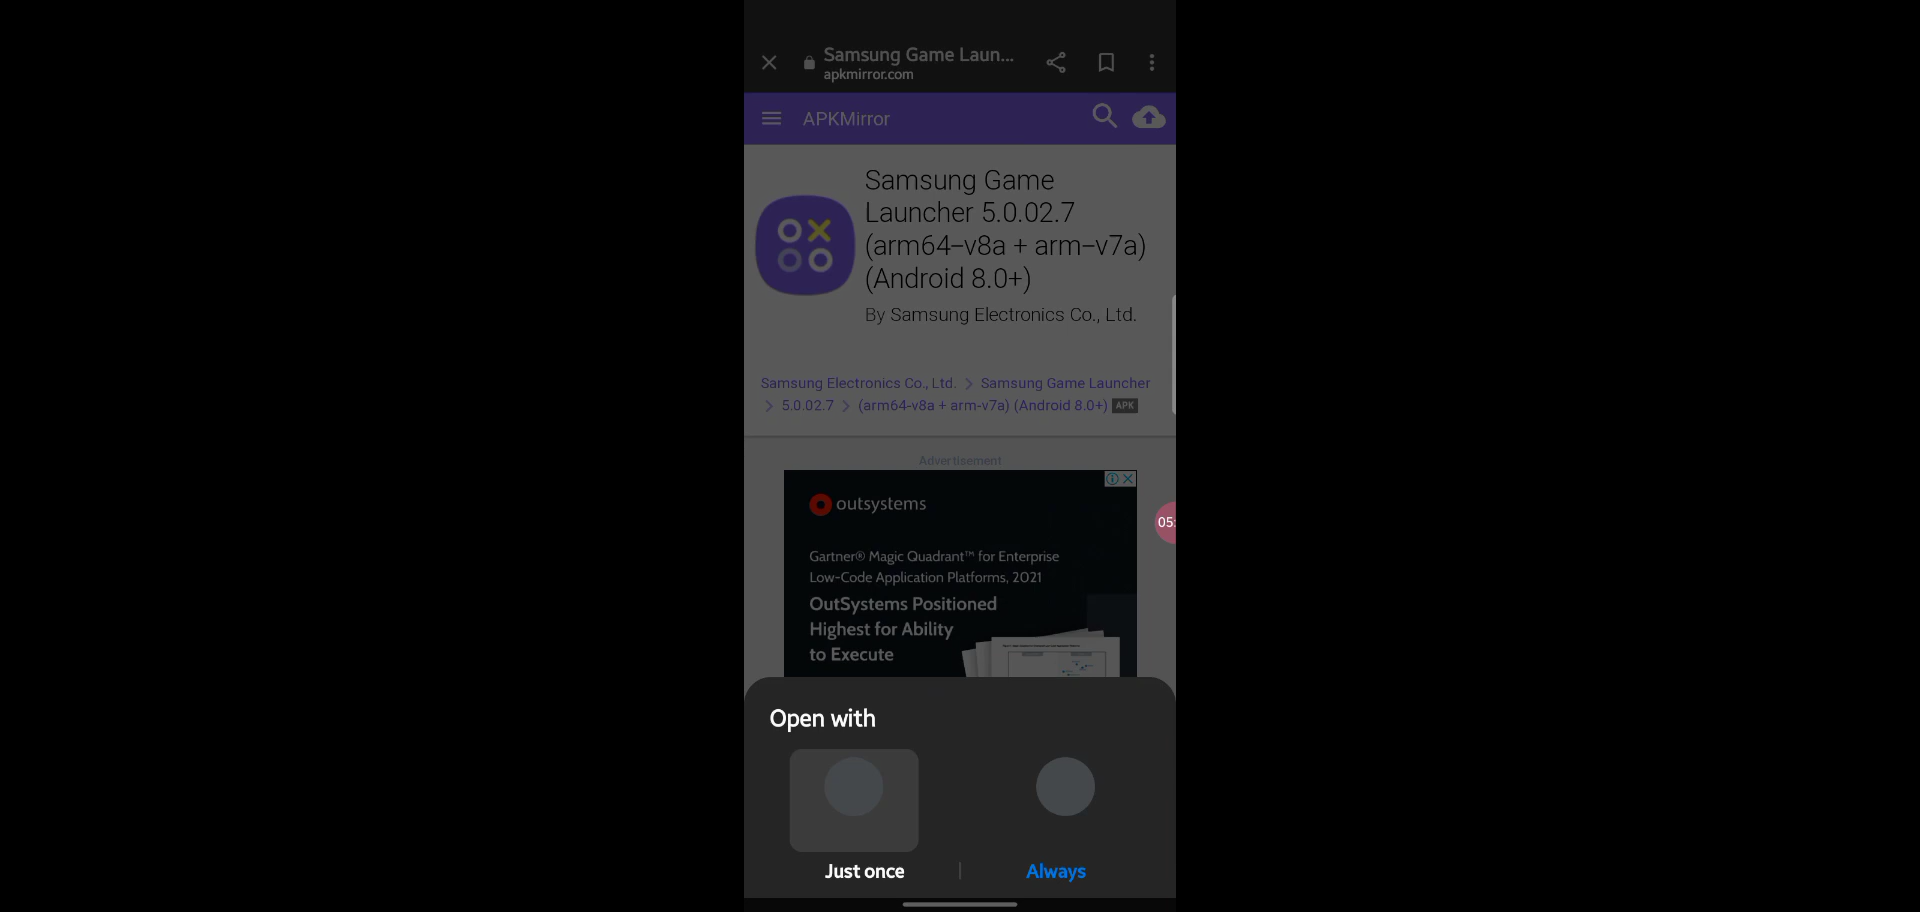 Samsung Game Laun...
apkmirror.com
APKMirror
Samsung Game
Launcher 5.0.02.7
(arm64-v8a + arm-v7a)
(Android 8.0+)
By Samsung Electronics Co., Ltd.
Samsung Electronics Co., Ltd. > Samsung Game Launcher
> 5.0.02.7 > (arm64-v8a + arm-v7a) (Android 8.0+) APK
Advertisement
outsystems
Gartner® Magic Quadrant™ for Enterprise
Low-Code Application Platforms, 2021
OutSystems Positioned
Highest for Ability
to Execute
05:
Open with
Just once
Always